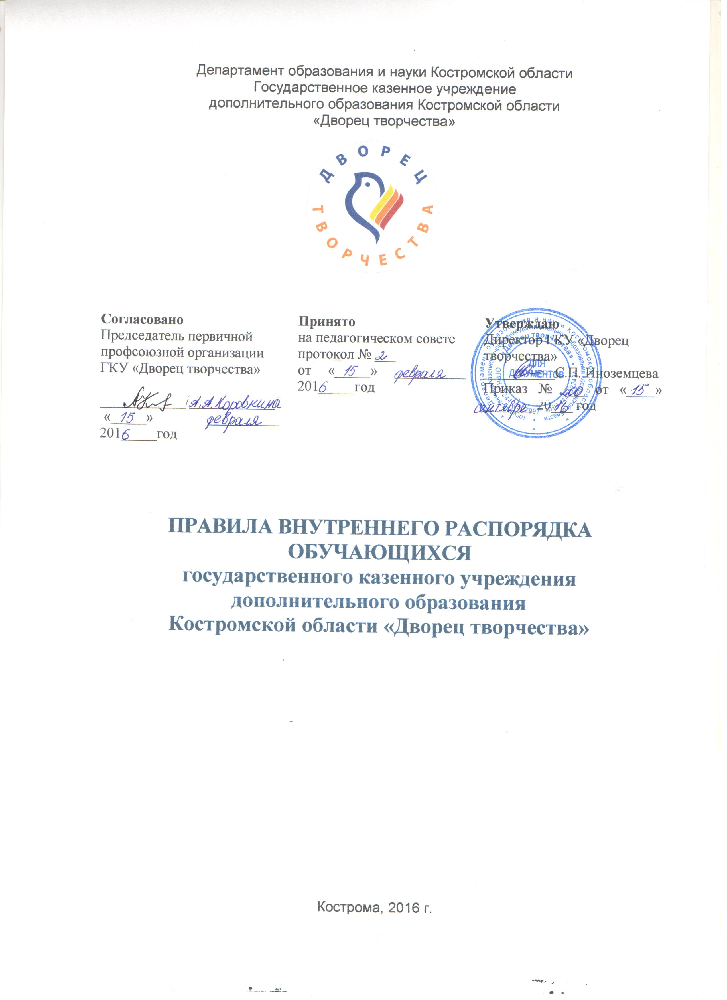 Департамент образования и науки Костромской области
Государственное казенное учреждение
дополнительного образования Костромской области
«Дворец творчества»
ДВОРЕЦ
ТВОРЧЕСТВА
Согласовано
Председатель первичной
профсоюзной организации
ГКУ «Дворец творчества»
А.А.Коровкина
«15»
февраля
2016 год
Принято
на педагогическом совете
протокол № 2
от «15» февраля
2016 год
Утверждаю
Директор ГКУ «Дворец
творчества»
С.П. Иноземцева
Приказ № от «15»
сентября 2016 год
ДЛЯ
ДОКУМЕНТОВ
ПРАВИЛА ВНУТРЕННЕГО РАСПОРЯДКА
ОБУЧАЮЩИХСЯ
государственного казенного учреждения
дополнительного образования
Костромской области «Дворец творчества»
Кострома, 2016 г.